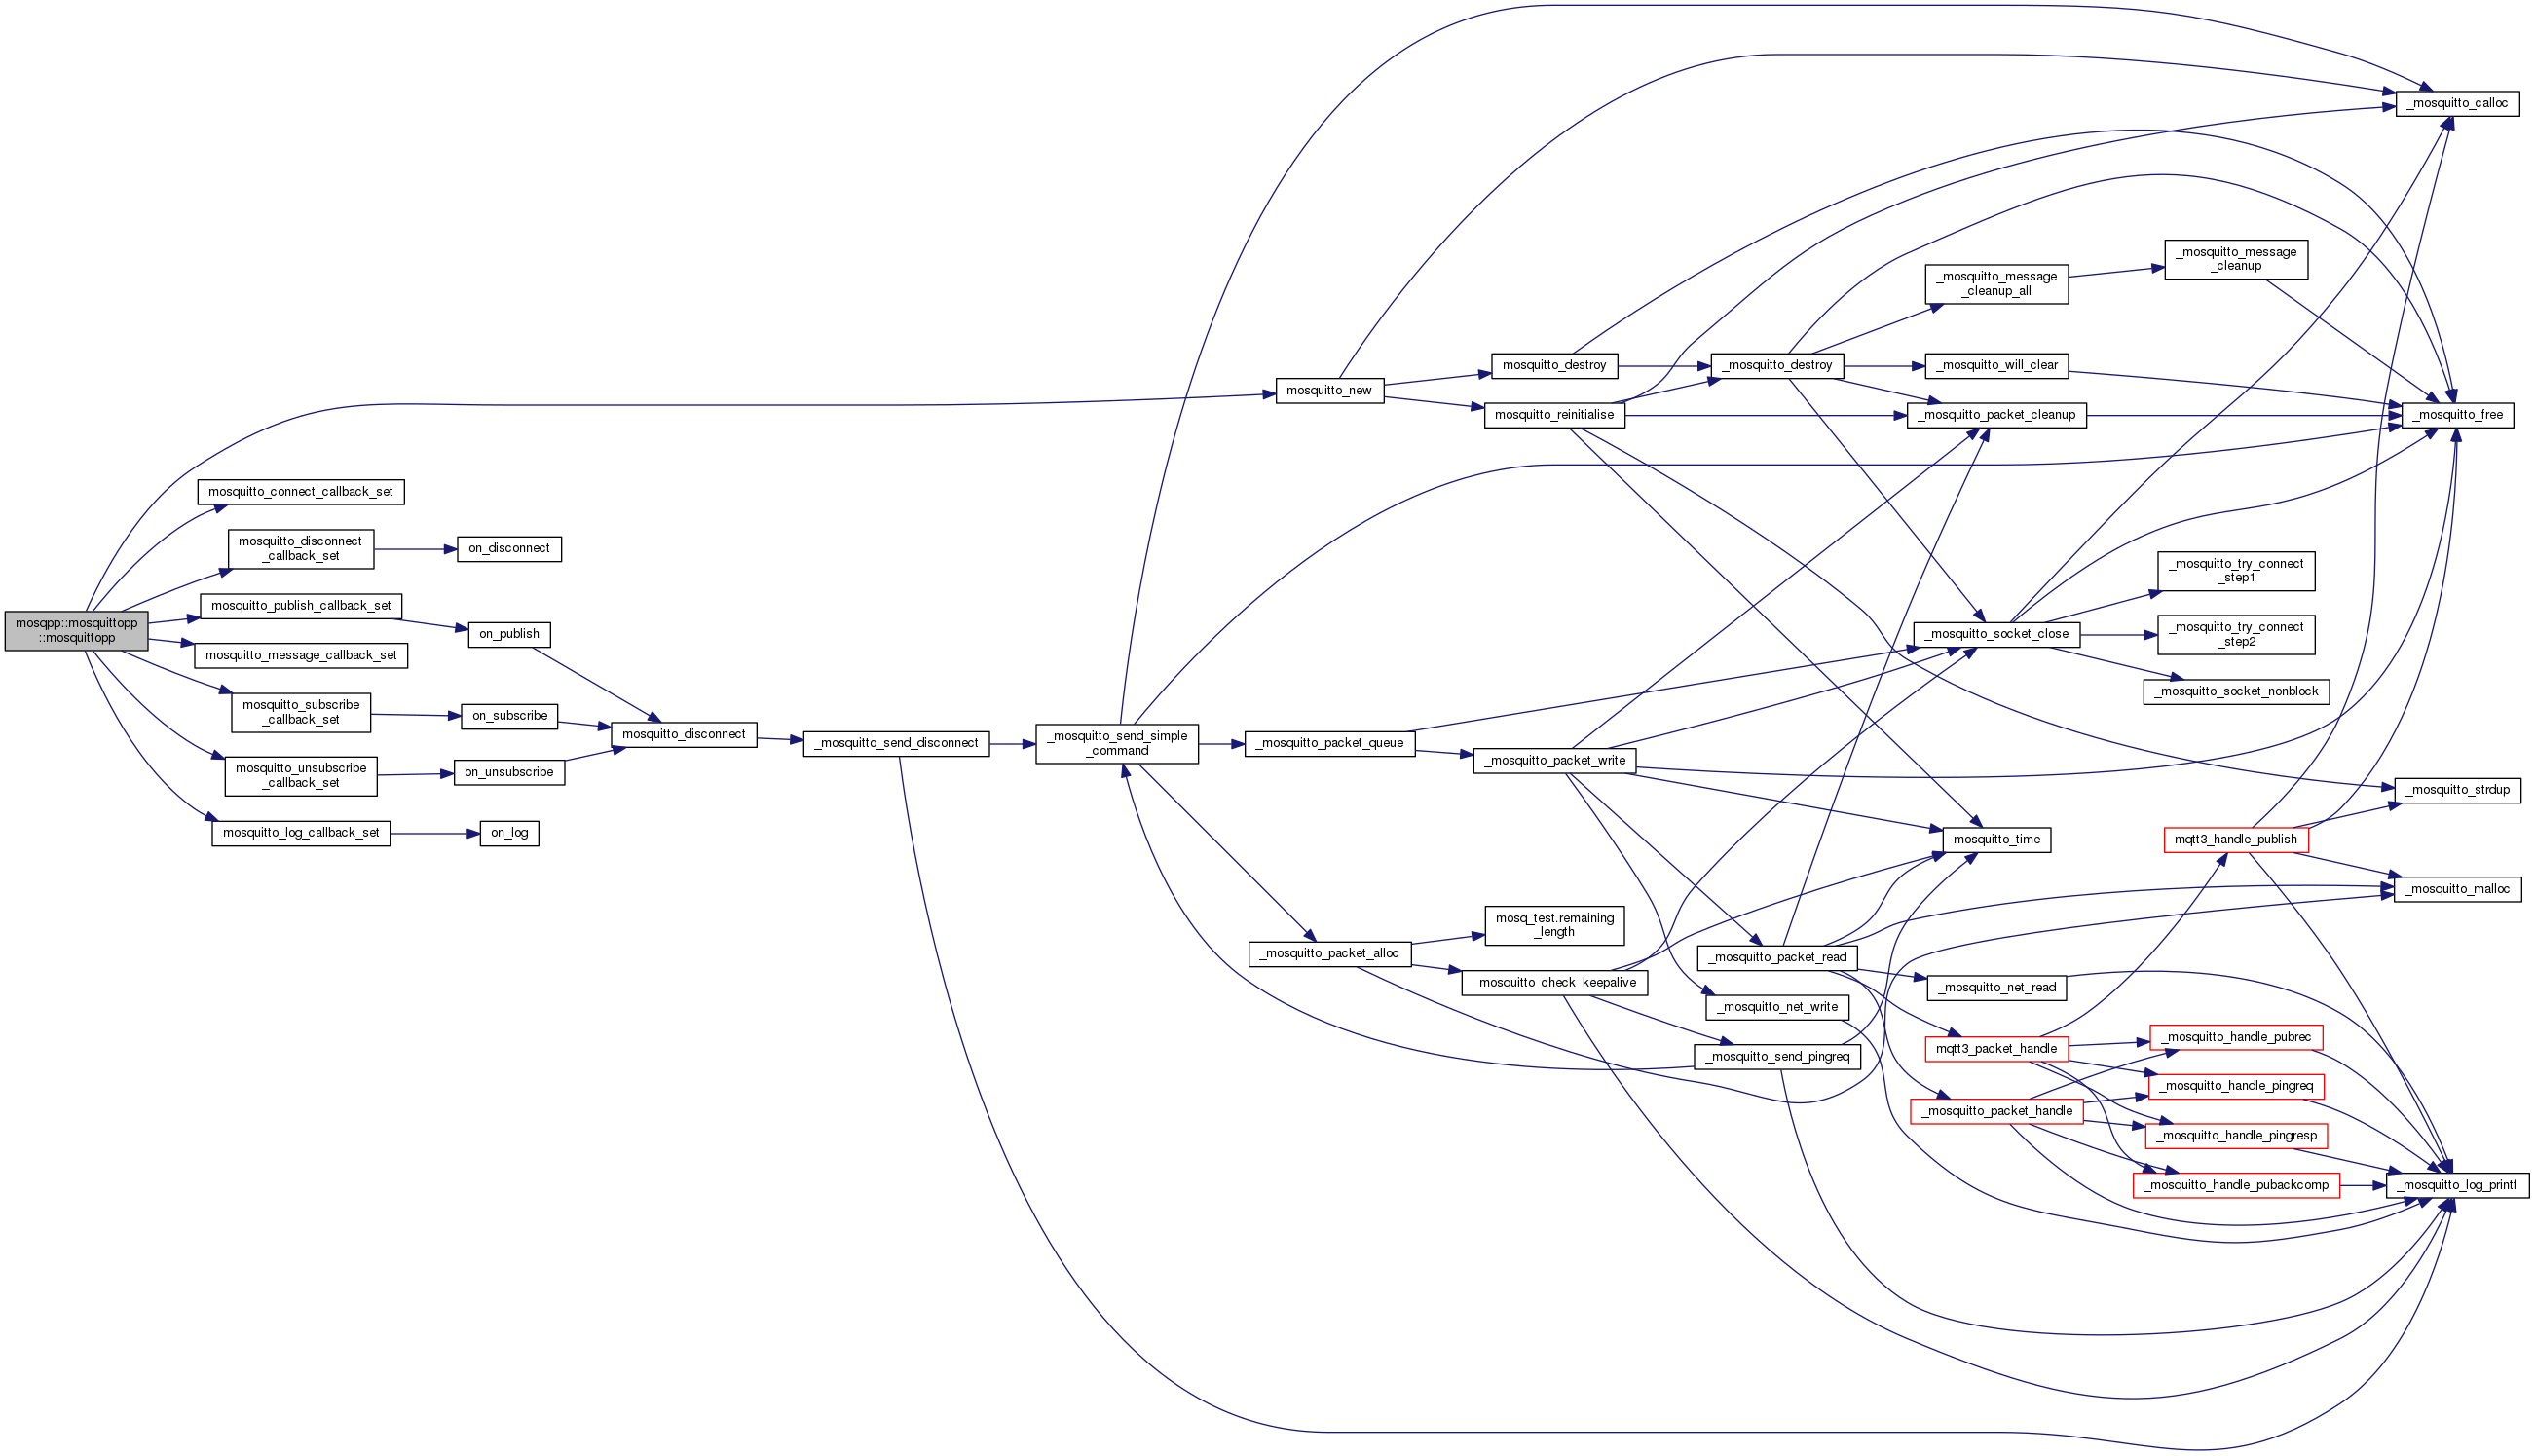 mosqpp::mosquittopp
::mosquittopp
mosquitto_connect_callback_set
mosquitto_disconnect
_callback_set
mosquitto_publish_callback_set
mosquitto_message_callback_set
mosquitto_subscribe
_callback_set
mosquitto_unsubscribe
_callback_set
mosquitto_log_callback_set
on_disconnect
on_publish
on_subscribe
on_unsubscribe
on_log
mosquitto_disconnect
_mosquitto_send_disconnect
_mosquitto_send_simple
_command
mosquitto_new
_mosquitto_packet_queue
_mosquitto_packet_alloc
mosquitto_destroy
mosquitto_reinitialise
_mosquitto_packet_write
mosq_test.remaining
_length
_mosquitto_check_keepalive
_mosquitto_destroy
_mosquitto_packet_read
_mosquitto_net_write
_mosquitto_send_pingreq
_mosquitto_message
_cleanup_all
_mosquitto_will_clear
_mosquitto_packet_cleanup
_mosquitto_socket_close
mosquitto_time
_mosquitto_net_read
mqtt3_packet_handle
_mosquitto_packet_handle
_mosquitto_message
_cleanup
_mosquitto_try_connect
_step1
_mosquitto_try_connect
_step2
_mosquitto_socket_nonblock
mqtt3_handle_publish
_mosquitto_handle_pubrec
_mosquitto_handle_pingreq
_mosquitto_handle_pingresp
_mosquitto_handle_pubackcomp
_mosquitto_calloc
_mosquitto_free
_mosquitto_strdup
_mosquitto_malloc
_mosquitto_log_printf